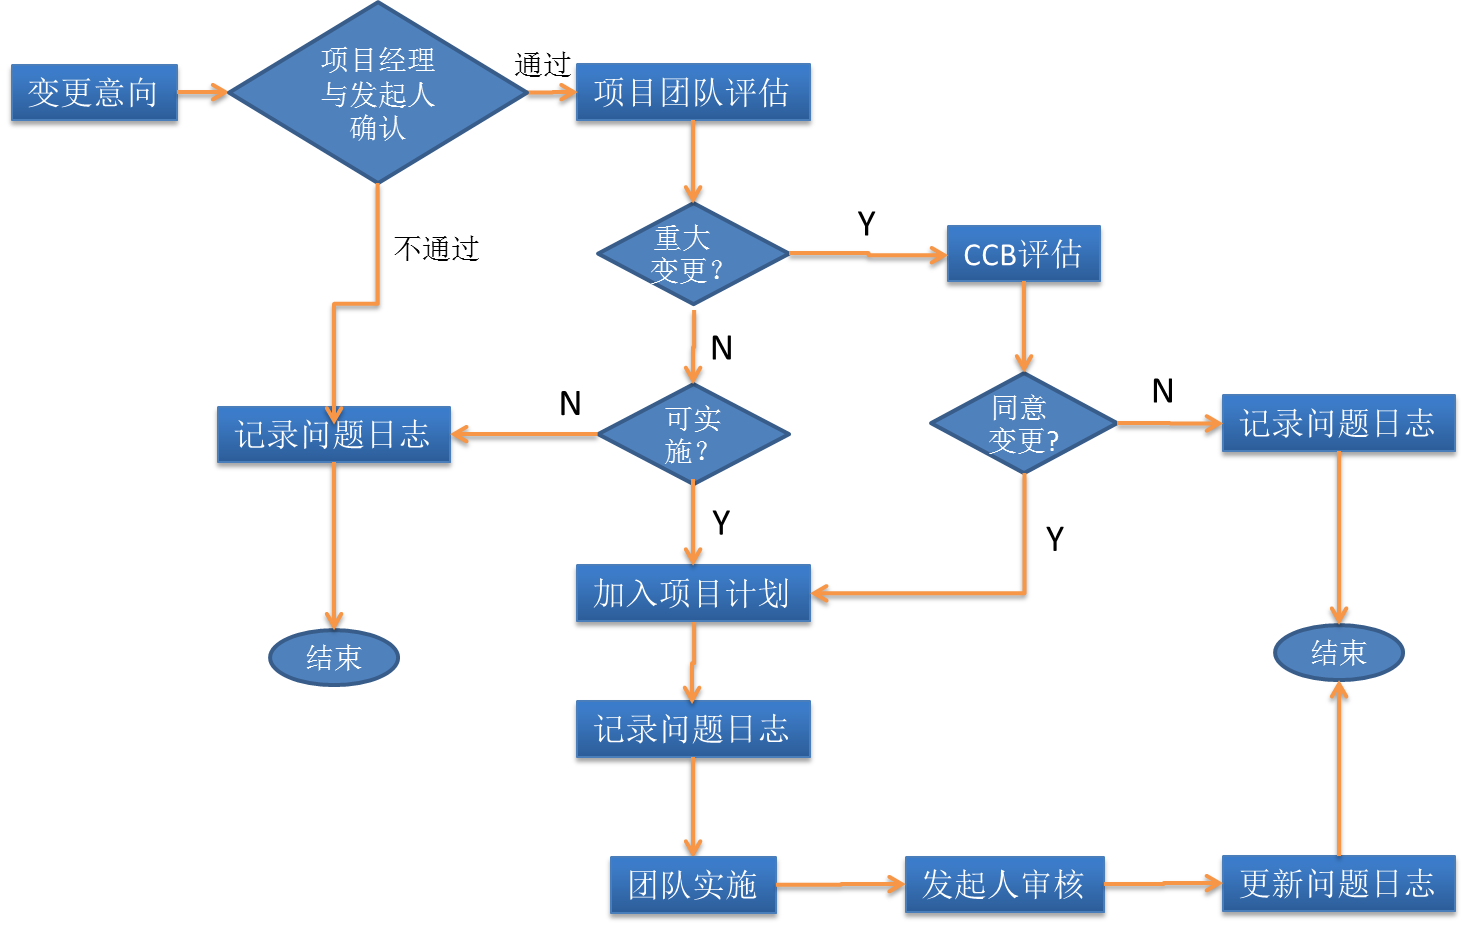 变更意向
项目经理
与发起人
确认
通过
项目团队评估
不通过
重大
变更？
Y
CCB评估
N
记录问题日志
N
可实
施？
同意
变更?
N
记录问题日志
Y
Y
加入项目计划
结束
结束
记录问题日志
团队实施
发起人审核
更新问题日志